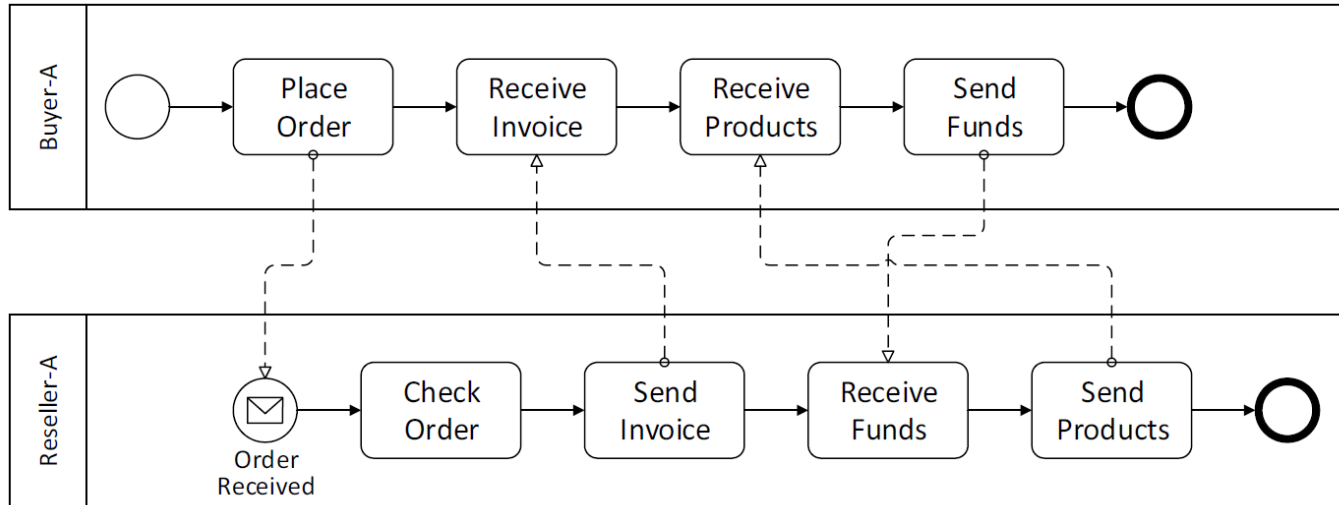 Buyer-A
Place
Order
Receive
Invoice
Receive
Products
Send
Funds
Reseller-A
Order
Received
Check
Order
Send
Invoice
Receive
Funds
Send
Products